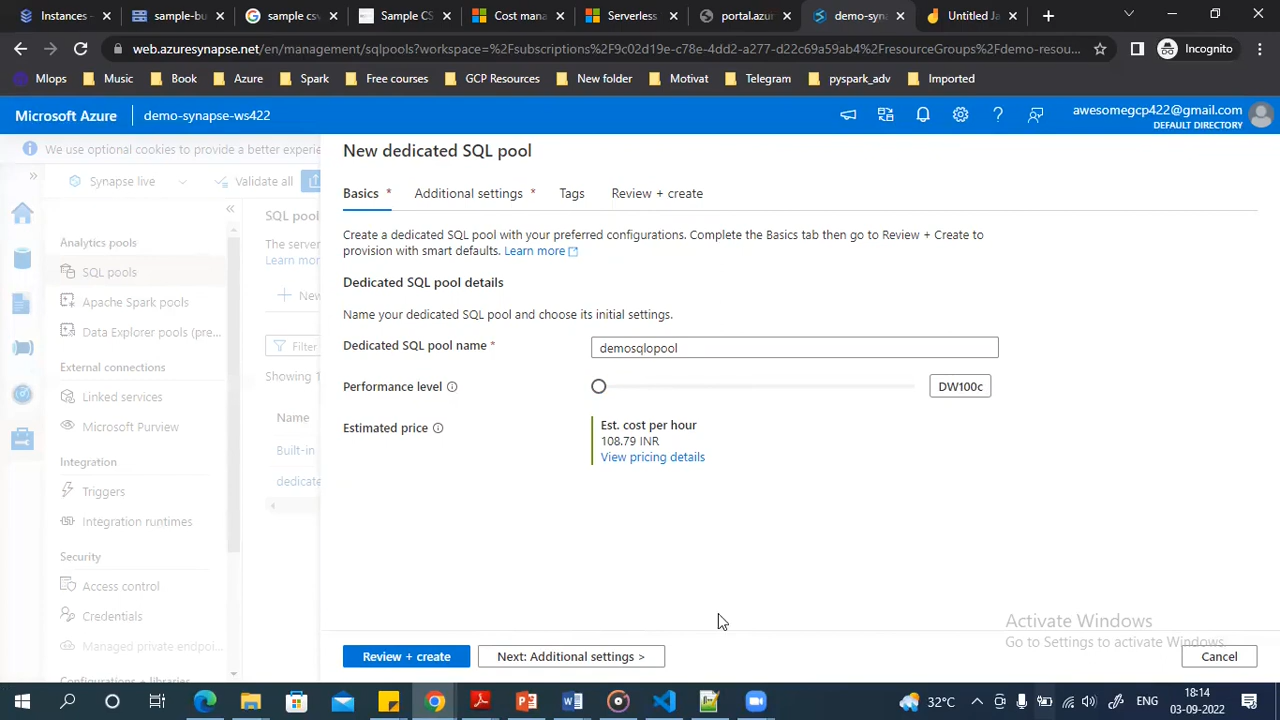 Instances -
sample-bu
sample csv
Sample CS
Cost mana
Serverless
portal.azur
demo-syna
Untitled Ja
web.azuresynapse.net/en/management/sqlpools?workspace=%2Fsubscriptions%2F9c02d19e-c78e-4dd2-a277-d22c69a59ab4%2FresourceGroups%2Fdemo-resou...
Incognito
Mlops
Music
Book
Azure
Spark
Free courses
GCP Resources
New folder
Motivat
Telegram
pyspark_adv
Imported
Microsoft Azure
demo-synapse-ws422
awesomegcp422@gmail.com
DEFAULT DIRECTORY
We use optional cookies to provide a better experie
Synapse live
Validate all
Analytics pools
SQL pools
Apache Spark pools
Data Explorer pools (pre...
External connections
Linked services
Microsoft Purview
Integration
Triggers
Integration runtimes
Security
Access control
Credentials
Managed private endpoi...
Configurations + libraries
SQL pool
The server
Learn mor
New
Filter
Showing 1
Name
Built-in
dedicate
New dedicated SQL pool
Basics *
Additional settings *
Tags
Review + create
Create a dedicated SQL pool with your preferred configurations. Complete the Basics tab then go to Review + Create to
provision with smart defaults. Learn more
Dedicated SQL pool details
Name your dedicated SQL pool and choose its initial settings.
Dedicated SQL pool name *
demosqlopool
Performance level
DW100c
Estimated price
Est. cost per hour
108.79 INR
View pricing details
Activate Windows
Go to Settings to activate Windows.
Review + create
Next: Additional settings >
Cancel
32°C
ENG
18:14
03-09-2022